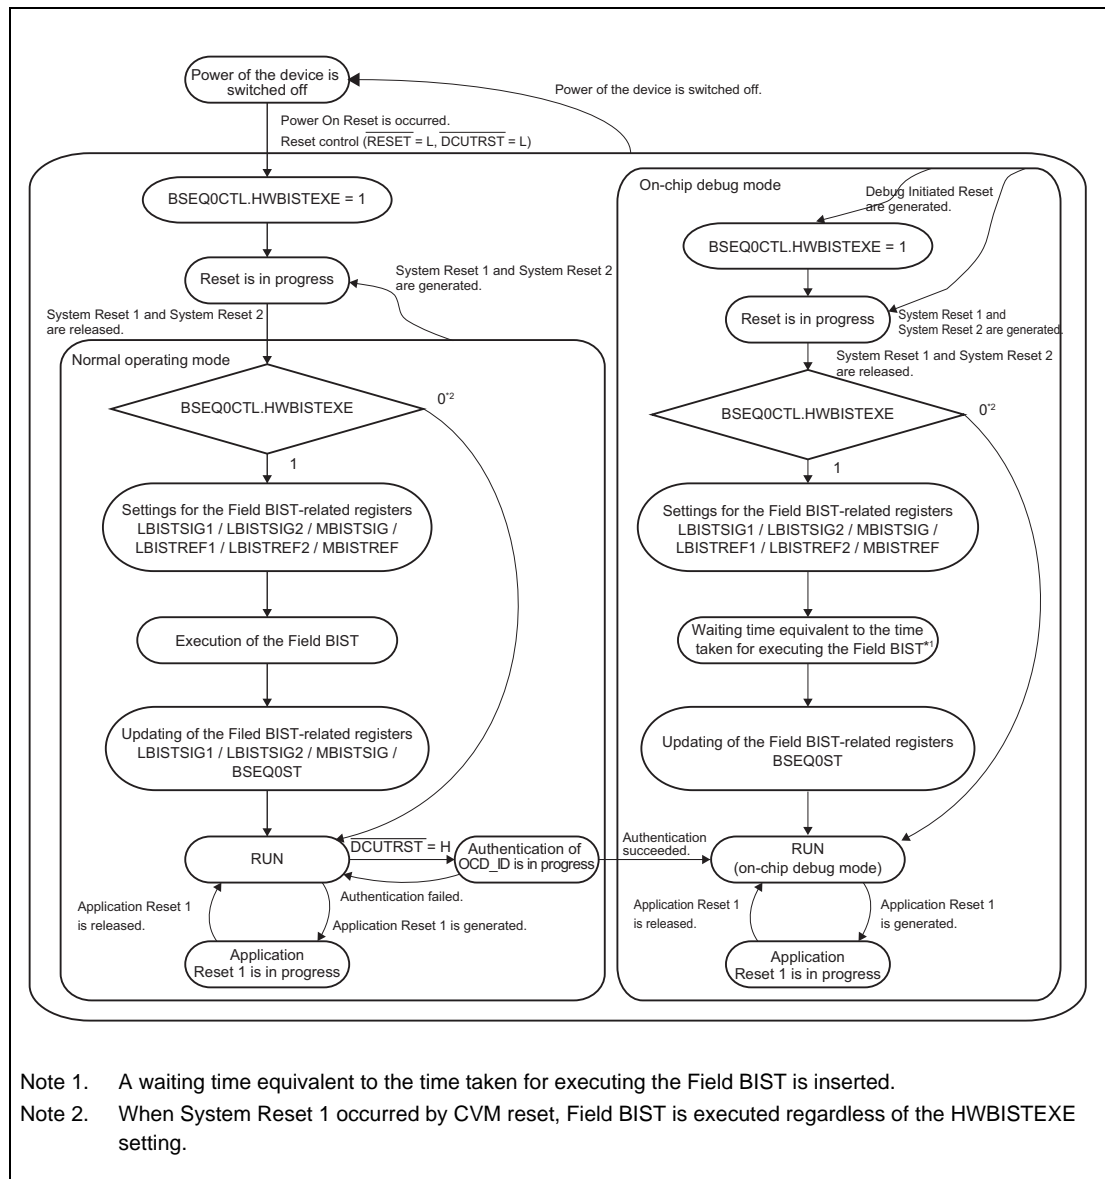 Power of the device is
switched off
Power of the device is switched off.
Power On Reset is occurred.
Reset control (RESET = L, DCUTRST = L)
BSEQ0CTL.HWBISTEXE = 1
Reset is in progress
System Reset 1 and System Reset 2
are generated.
System Reset 1 and System Reset 2
are released.
Normal operating mode
BSEQ0CTL.HWBISTEXE
0*2
1
Settings for the Field BIST-related registers
LBISTSIG1 / LBISTSIG2 / MBISTSIG /
LBISTREF1 / LBISTREF2 / MBISTREF
Execution of the Field BIST
Updating of the Filed BIST-related registers
LBISTSIG1 / LBISTSIG2 / MBISTSIG /
BSEQ0ST
RUN
DCUTRST = H
Authentication of
OCD_ID is in progress
Authentication failed.
Authentication
succeeded.
Application Reset 1
is released.
Application Reset 1 is generated.
Application
Reset 1 is in progress
On-chip debug mode
Debug Initiated Reset
are generated.
BSEQ0CTL.HWBISTEXE = 1
Reset is in progress
System Reset 1 and
System Reset 2 are generated.
System Reset 1 and System Reset 2
are released.
BSEQ0CTL.HWBISTEXE
0*2
1
Settings for the Field BIST-related registers
LBISTSIG1 / LBISTSIG2 / MBISTSIG /
LBISTREF1 / LBISTREF2 / MBISTREF
Waiting time equivalent to the time
taken for executing the Field BIST*1
Updating of the Field BIST-related registers
BSEQ0ST
RUN
(on-chip debug mode)
Application Reset 1
is released.
Application Reset 1
is generated.
Application
Reset 1 is in progress
Note 1. A waiting time equivalent to the time taken for executing the Field BIST is inserted.
Note 2. When System Reset 1 occurred by CVM reset, Field BIST is executed regardless of the HWBISTEXE
setting.